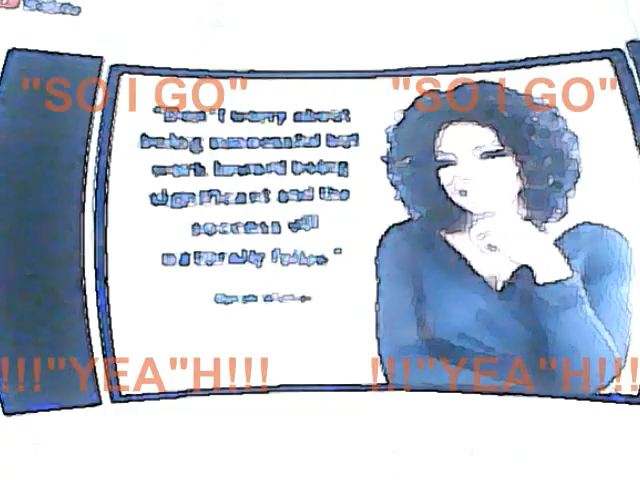 "SO I GO" "SO I GO"
"Don't worry about
being successful but
work toward being
significant and the
success will
naturally follow."
!!!"YEA"H!!! !!!"YEA"H!!!